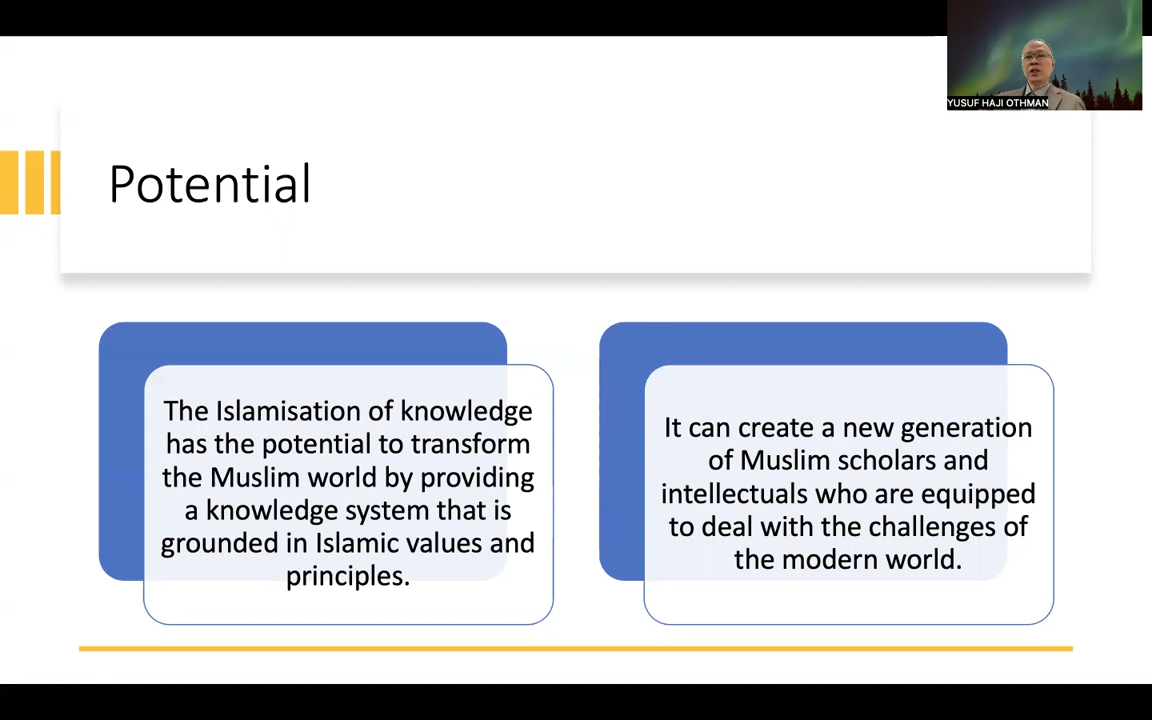 YUSUF HAJI OTHMAN
Potential
The Islamisation of knowledge
has the potential to transform
the Muslim world by providing
a knowledge system that is
grounded in Islamic values and
principles.
It can create a new generation
of Muslim scholars and
intellectuals who are equipped
to deal with the challenges of
the modern world.